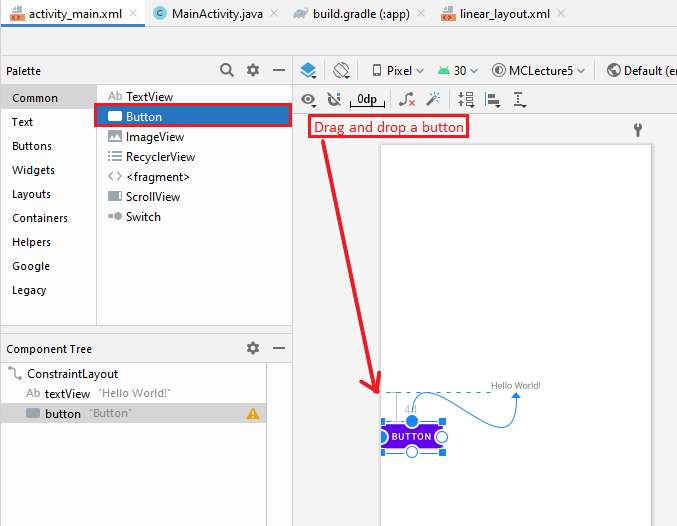 activity_main.xml MainActivity.java build.gradle (:app) linear_layout.xml
Palette
Pixel 30 MCLecture5 Default (e
Common
Text
Buttons
Widgets
Layouts
Containers
Helpers
Google
Legacy
Ab TextView
Button
ImageView
RecyclerView
<> <fragment>
ScrollView
Switch
0dp
Drag and drop a button
Hello World!
44
BUTTON
Component Tree
ConstraintLayout
Ab textView "Hello World!"
button "Button"